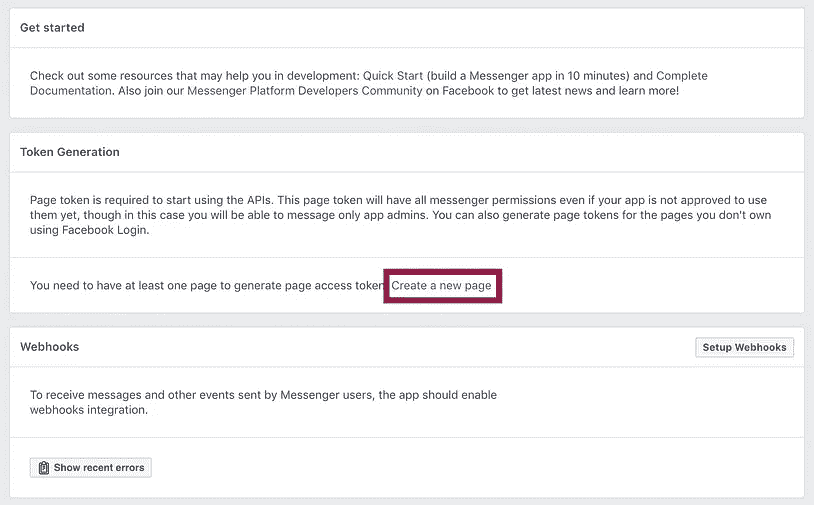 Get started
Check out some resources that may help you in development: Quick Start (build a Messenger app in 10 minutes) and Complete
Documentation. Also join our Messenger Platform Developers Community on Facebook to get latest news and learn more!
Token Generation
Page token is required to start using the APIs. This page token will have all messenger permissions even if your app is not approved to use
them yet, though in this case you will be able to message only app admins. You can also generate page tokens for the pages you don't own
using Facebook Login.
You need to have at least one page to generate page access token Create a new page
Webhooks
Setup Webhooks
To receive messages and other events sent by Messenger users, the app should enable
webhooks integration.
Show recent errors